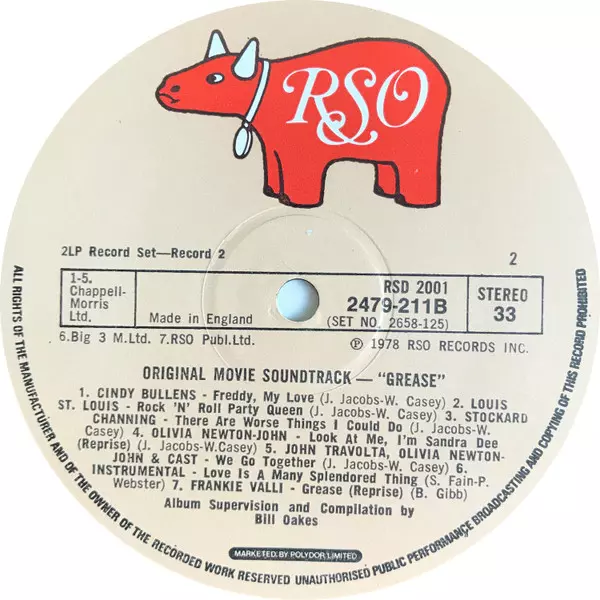 RSO
2LP Record Set—Record 2
2
1-5.
Chappell-
Morris
Ltd.
Made in England
RSD 2001
2479-211B
(SET NO. 2658-125)
STEREO
33
6.Big 3 M.Ltd. 7.RSO Publ.Ltd.
℗ 1978 RSO RECORDS INC.
ORIGINAL MOVIE SOUNDTRACK — “GREASE”
1. CINDY BULLENS - Freddy, My Love (J. Jacobs-W. Casey) 2. LOUIS
ST. LOUIS - Rock 'N' Roll Party Queen (J. Jacobs-W. Casey) 3. STOCKARD
CHANNING - There Are Worse Things I Could Do (J. Jacobs-W.
Casey) 4. OLIVIA NEWTON-JOHN - Look At Me, I'm Sandra Dee
(Reprise) (J. Jacobs-W.Casey) 5. JOHN TRAVOLTA, OLIVIA NEWTON-
JOHN & CAST - We Go Together (J. Jacobs-W. Casey) 6.
INSTRUMENTAL - Love Is A Many Splendored Thing (S. Fain-P.
Webster) 7. FRANKIE VALLI - Grease (Reprise) (B. Gibb)
Album Supervision and Compilation by
Bill Oakes
MARKETED BY POLYDOR LIMITED
ALL RIGHTS OF THE MANUFACTURER AND OF THE OWNER OF THE RECORDED WORK RESERVED UNAUTHORISED PUBLIC PERFORMANCE BROADCASTING AND COPYING OF THIS RECORD PROHIBITED